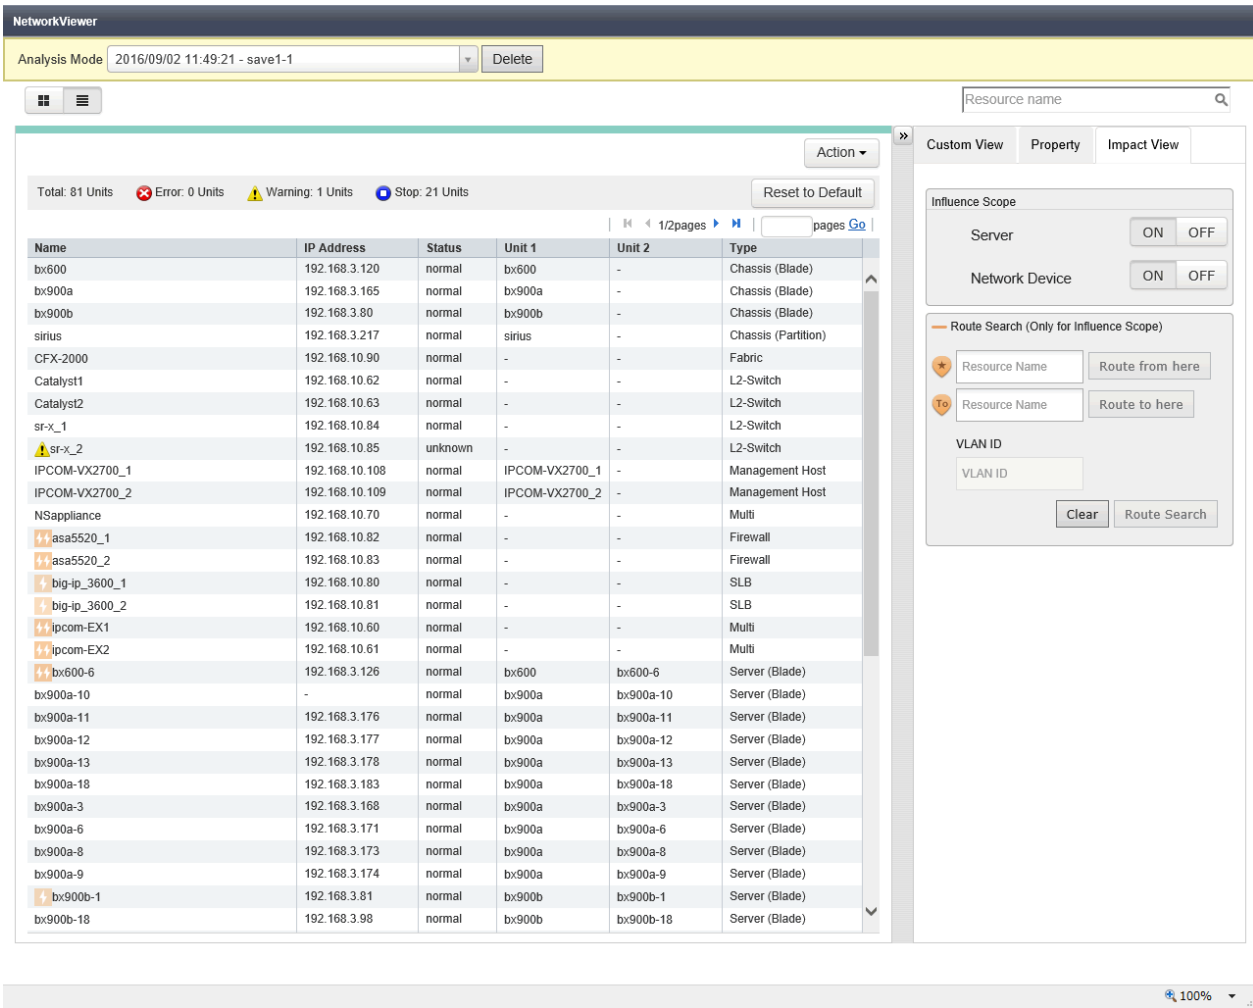 NetworkViewer
Analysis Mode 2016/09/02 11:49:21 - save1-1 Delete
Resource name
Action
Total: 81 Units Error: 0 Units Warning: 1 Units Stop: 21 Units Reset to Default
1/2pages pages Go
Name IP Address Status Unit 1 Unit 2 Type
bx600 192.168.3.120 normal bx600 - Chassis (Blade)
bx900a 192.168.3.165 normal bx900a - Chassis (Blade)
bx900b 192.168.3.80 normal bx900b - Chassis (Blade)
sirius 192.168.3.217 normal sirius - Chassis (Partition)
CFX-2000 192.168.10.90 normal - - Fabric
Catalyst1 192.168.10.62 normal - - L2-Switch
Catalyst2 192.168.10.63 normal - - L2-Switch
sr-x_1 192.168.10.84 normal - - L2-Switch
sr-x_2 192.168.10.85 unknown - - L2-Switch
IPCOM-VX2700_1 192.168.10.108 normal IPCOM-VX2700_1 - Management Host
IPCOM-VX2700_2 192.168.10.109 normal IPCOM-VX2700_2 - Management Host
NSappliance 192.168.10.70 normal - - Multi
asa5520_1 192.168.10.82 normal - - Firewall
asa5520_2 192.168.10.83 normal - - Firewall
big-ip_3600_1 192.168.10.80 normal - - SLB
big-ip_3600_2 192.168.10.81 normal - - SLB
ipcom-EX1 192.168.10.60 normal - - Multi
ipcom-EX2 192.168.10.61 normal - - Multi
bx600-6 192.168.3.126 normal bx600 bx600-6 Server (Blade)
bx900a-10 - normal bx900a bx900a-10 Server (Blade)
bx900a-11 192.168.3.176 normal bx900a bx900a-11 Server (Blade)
bx900a-12 192.168.3.177 normal bx900a bx900a-12 Server (Blade)
bx900a-13 192.168.3.178 normal bx900a bx900a-13 Server (Blade)
bx900a-18 192.168.3.183 normal bx900a bx900a-18 Server (Blade)
bx900a-3 192.168.3.168 normal bx900a bx900a-3 Server (Blade)
bx900a-6 192.168.3.171 normal bx900a bx900a-6 Server (Blade)
bx900a-8 192.168.3.173 normal bx900a bx900a-8 Server (Blade)
bx900a-9 192.168.3.174 normal bx900a bx900a-9 Server (Blade)
bx900b-1 192.168.3.81 normal bx900b bx900b-1 Server (Blade)
bx900b-18 192.168.3.98 normal bx900b bx900b-18 Server (Blade)
Custom View Property Impact View
Influence Scope
Server ON OFF
Network Device ON OFF
Route Search (Only for Influence Scope)
Resource Name Route from here
To Resource Name Route to here
VLAN ID
VLAN ID
Clear Route Search
100%